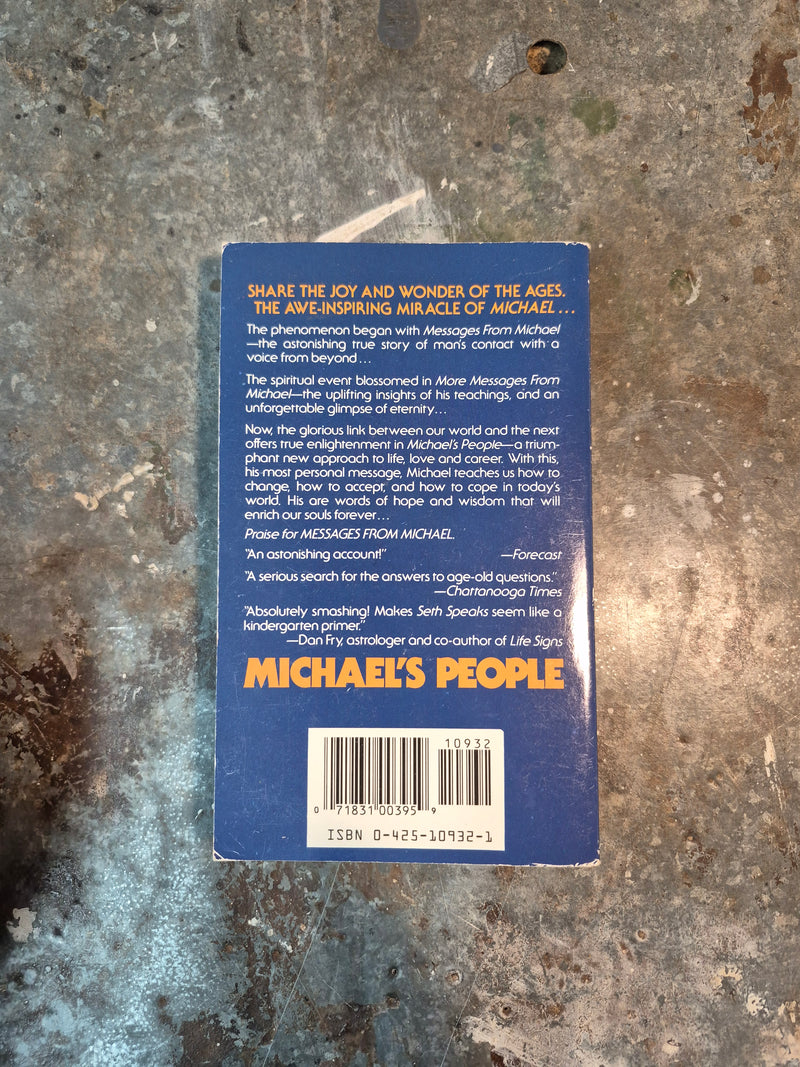 SHARE THE JOY AND WONDER OF THE AGES.
THE AWE-INSPIRING MIRACLE OF MICHAEL...
The phenomenon began with Messages From Michael
—the astonishing true story of man's contact with a
voice from beyond...
The spiritual event blossomed in More Messages From
Michael—the uplifting insights of his teachings, and an
unforgettable glimpse of eternity...
Now, the glorious link between our world and the next
offers true enlightenment in Michael's People—a trium-
phant new approach to life, love and career. With this,
his most personal message, Michael teaches us how to
change, how to accept, and how to cope in today's
world. His are words of hope and wisdom that will
enrich our souls forever...
Praise for MESSAGES FROM MICHAEL.
"An astonishing account!" —Forecast
"A serious search for the answers to age-old questions."
—Chattanooga Times
"Absolutely smashing! Makes Seth Speaks seem like a
kindergarten primer."
—Dan Fry, astrologer and co-author of Life Signs
MICHAEL'S PEOPLE
10932
0 71831 00395 9
ISBN 0-425-10932-1